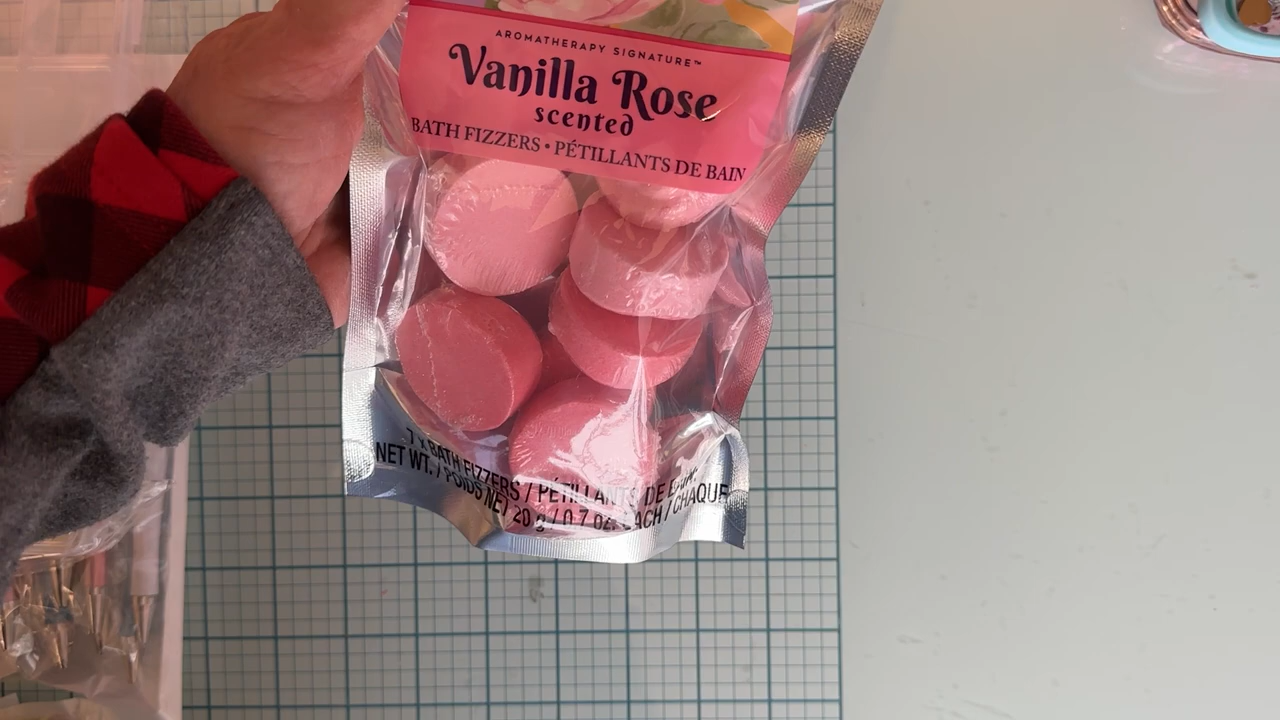 AROMATHERAPY SIGNATURE™
Vanilla Rose
scented
BATH FIZZERS • PÉTILLANTS DE BAIN
7 x BATH FIZZERS / PÉTILLANTS DE
NET WT. / POIDS NET 20 g / 0.7 oz. EACH / CHAQUE